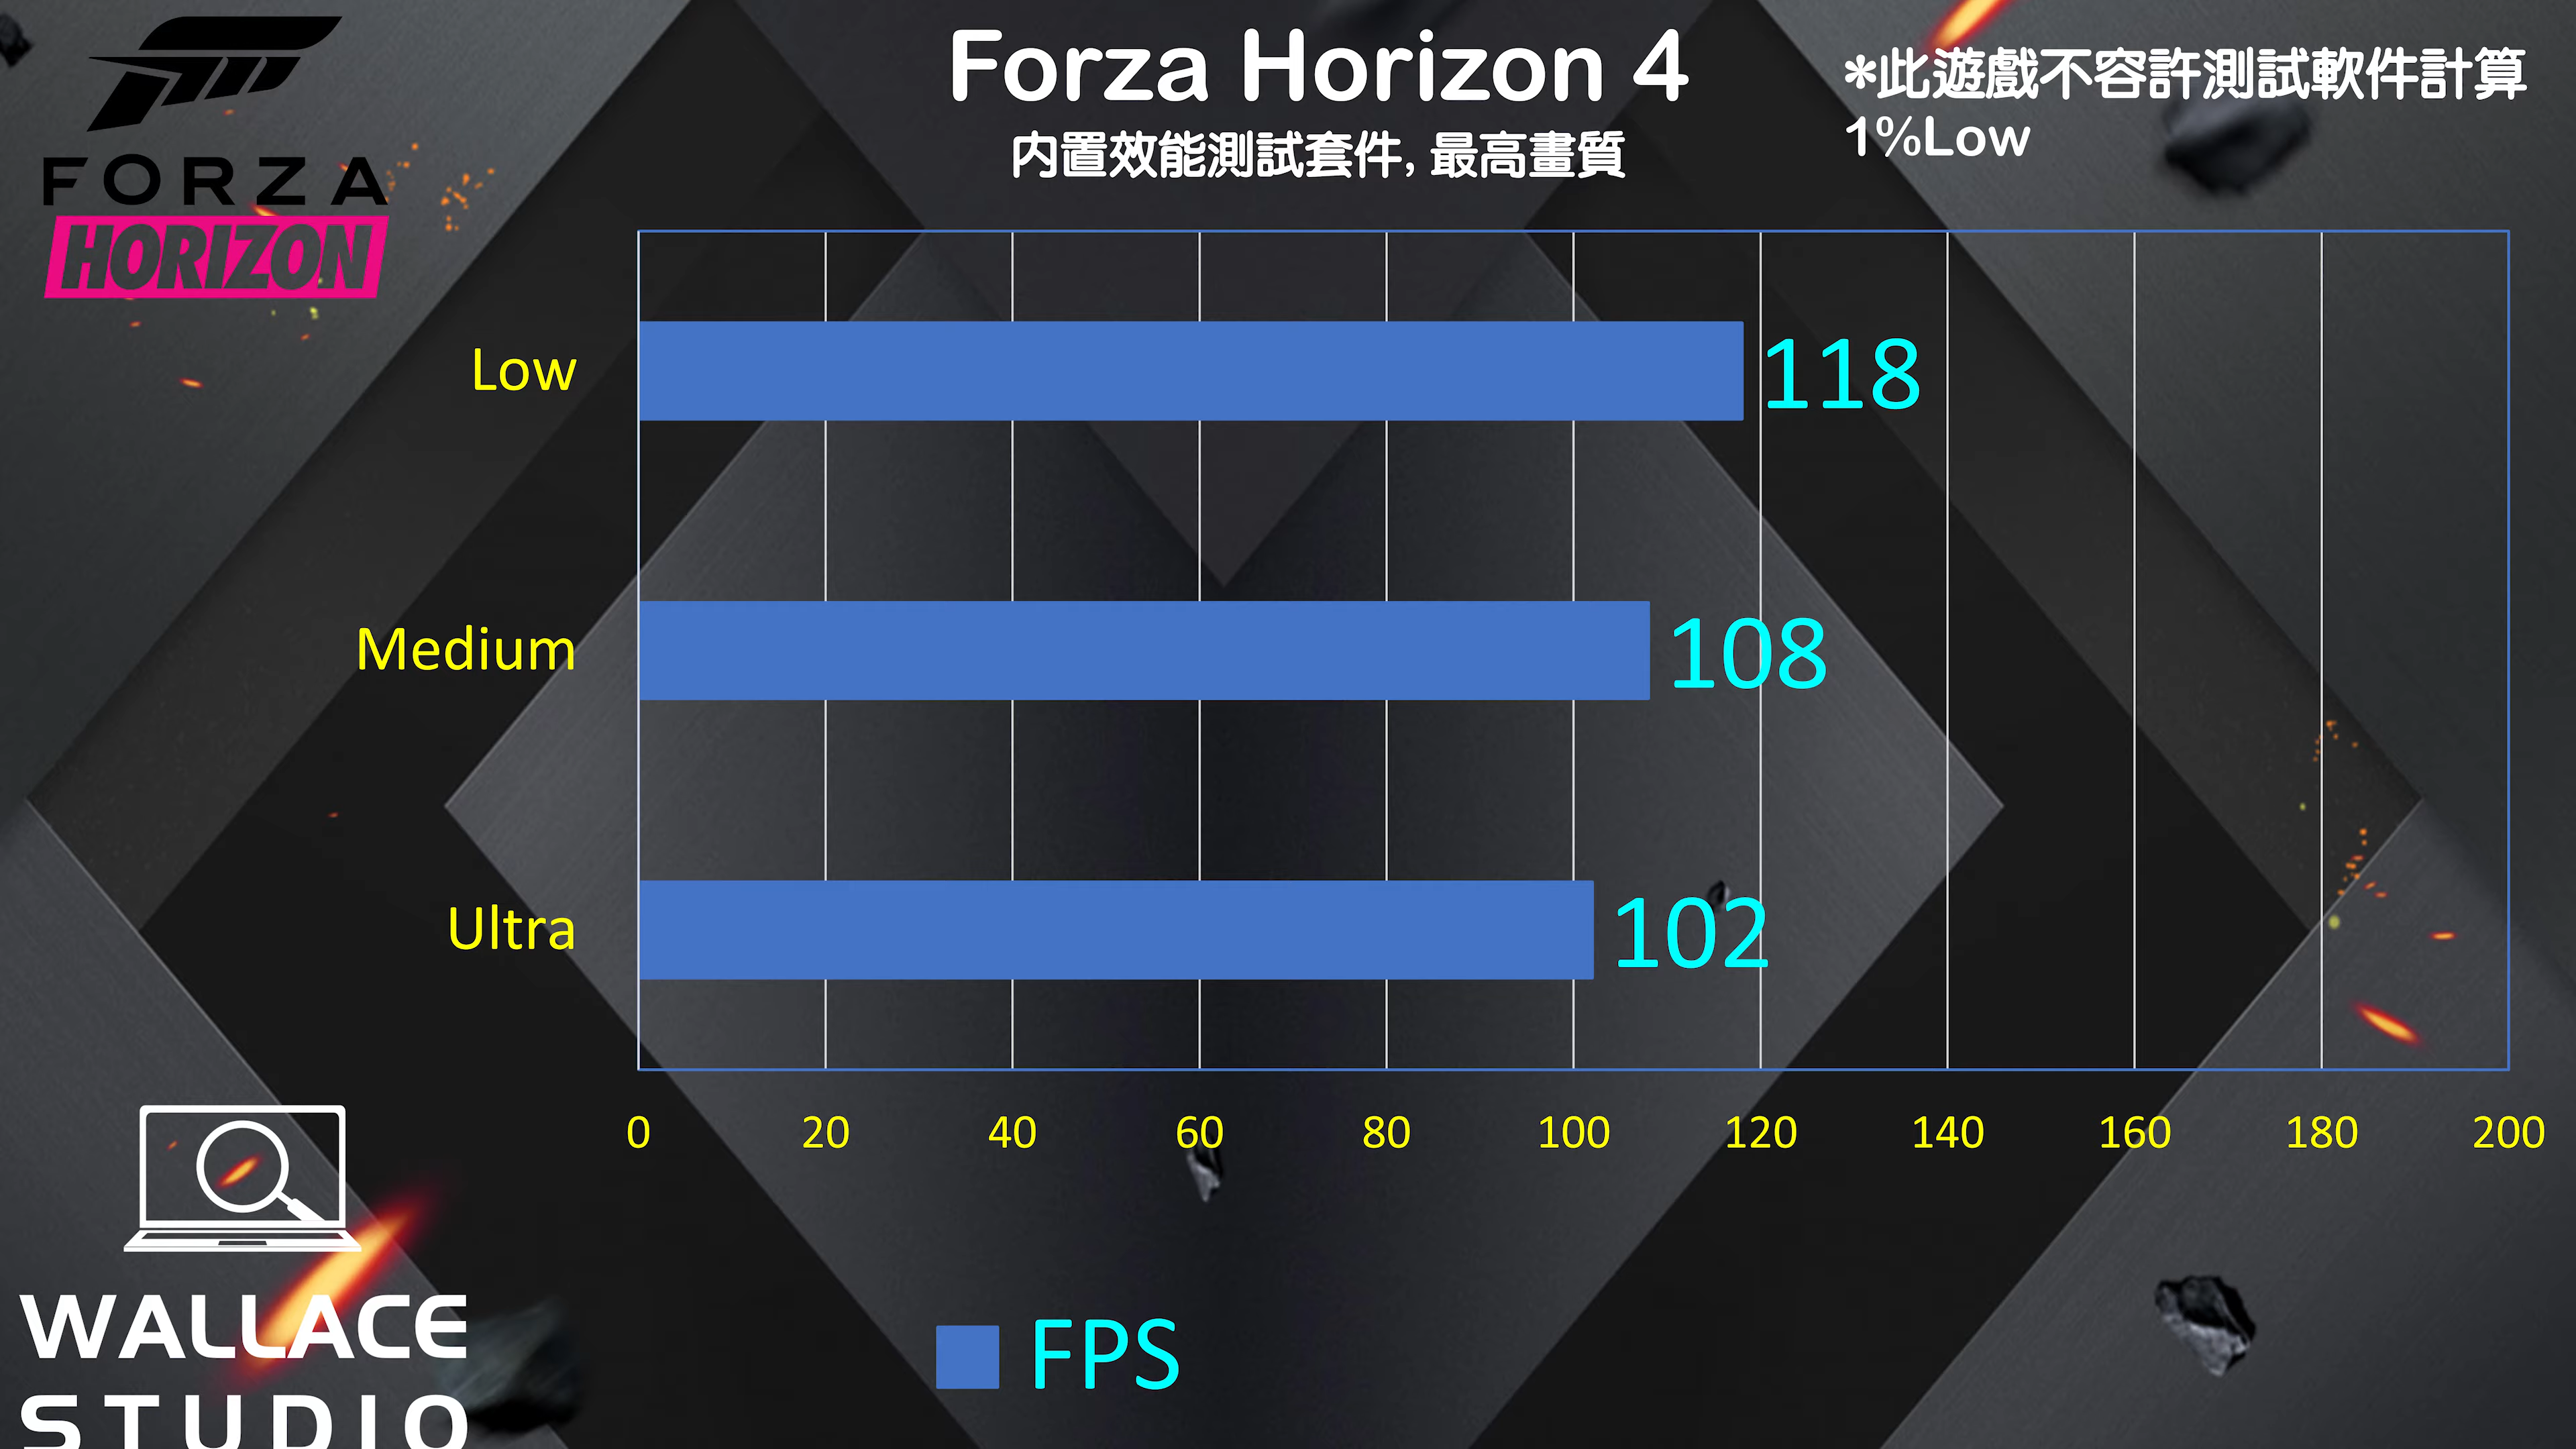 FORZA
HORIZON
Forza Horizon 4
内置效能測試套件, 最高畫質
*此遊戲不容許測試軟件計算
1%Low
Low
118
Medium
108
Ultra
102
0 20 40 60 80 100 120 140 160 180 200
FPS
WALLACE
STUDIO